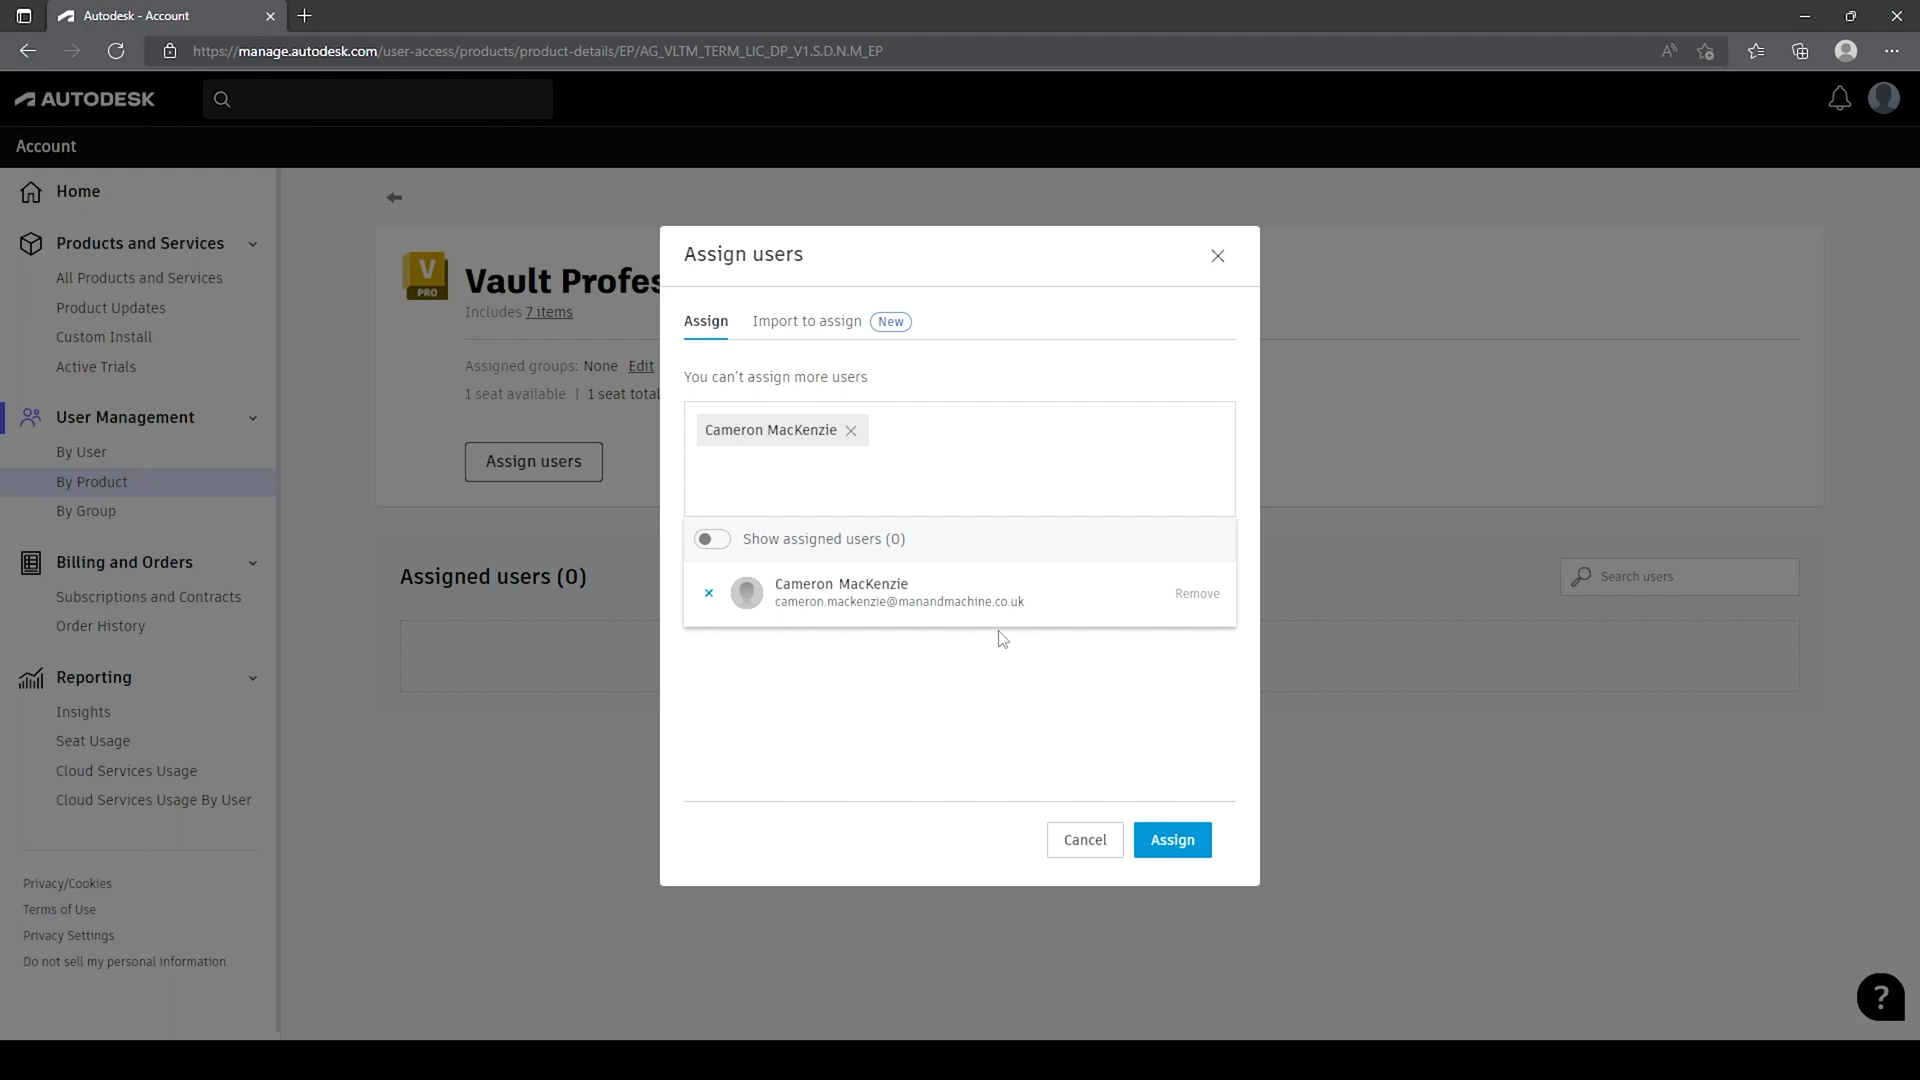 Autodesk - Account
https://manage.autodesk.com/user-access/products/product-details/EP/AG_VLTM_TERM_LIC_DP_V1.S.D.N.M_EP
AUTODESK
Account
Home
Products and Services
All Products and Services
Product Updates
Custom Install
Active Trials
User Management
By User
By Product
By Group
Billing and Orders
Subscriptions and Contracts
Order History
Reporting
Insights
Seat Usage
Cloud Services Usage
Cloud Services Usage By User
Privacy/Cookies
Terms of Use
Privacy Settings
Do not sell my personal information
V
PRO
Vault Profes
Includes 7 items
Assigned groups: None Edit
1 seat available | 1 seat total
Assign users
Assigned users (0)
Search users
Assign users
Assign Import to assign New
You can't assign more users
Cameron MacKenzie
Show assigned users (0)
Cameron MacKenzie
cameron.mackenzie@manandmachine.co.uk
Remove
Cancel Assign
?